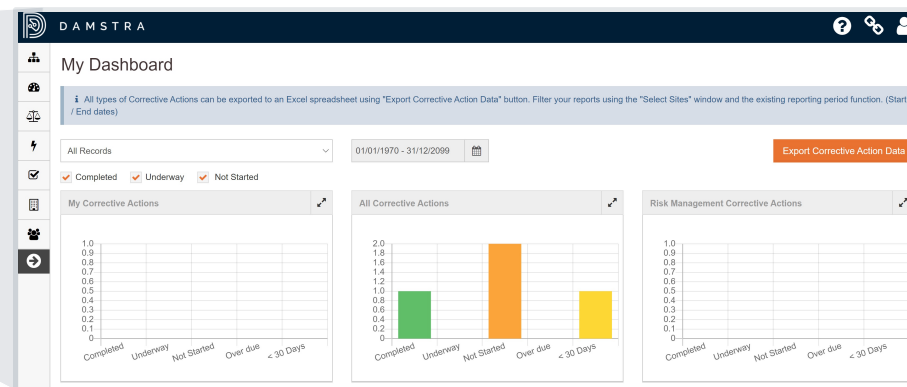 DAMSTRA
My Dashboard
i All types of Corrective Actions can be exported to an Excel spreadsheet using "Export Corrective Action Data" button. Filter your reports using the "Select Sites" window and the existing reporting period function. (Start
/ End dates)
All Records
01/01/1970 - 31/12/2099
Export Corrective Action Data
Completed Underway Not Started
My Corrective Actions
1.0
0.9
0.8
0.7
0.6
0.5
0.4
0.3
0.2
0.1
0
Completed Underway Not Started Over due < 30 Days
All Corrective Actions
2.0
1.8
1.6
1.4
1.2
1.0
0.8
0.6
0.4
0.2
0
Completed Underway Not Started Over due < 30 Days
Risk Management Corrective Actions
1.0
0.9
0.8
0.7
0.6
0.5
0.4
0.3
0.2
0.1
0
Completed Underway Not Started Over due < 30 Days